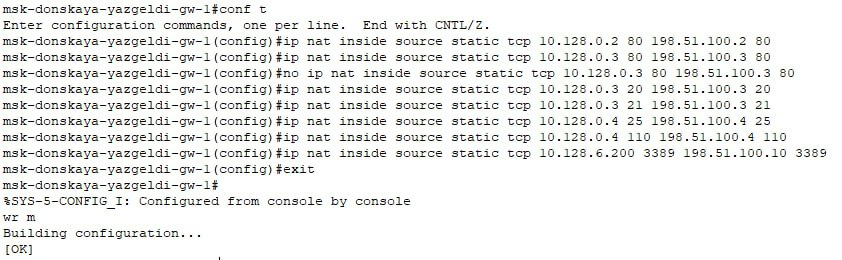 msk-donskaya-yazgeldi-gw-1#conf t
Enter configuration commands, one per line.  End with CNTL/Z.
msk-donskaya-yazgeldi-gw-1(config)#ip nat inside source static tcp 10.128.0.2 80 198.51.100.2 80
msk-donskaya-yazgeldi-gw-1(config)#ip nat inside source static tcp 10.128.0.3 80 198.51.100.3 80
msk-donskaya-yazgeldi-gw-1(config)#no ip nat inside source static tcp 10.128.0.3 80 198.51.100.3 80
msk-donskaya-yazgeldi-gw-1(config)#ip nat inside source static tcp 10.128.0.3 20 198.51.100.3 20
msk-donskaya-yazgeldi-gw-1(config)#ip nat inside source static tcp 10.128.0.3 21 198.51.100.3 21
msk-donskaya-yazgeldi-gw-1(config)#ip nat inside source static tcp 10.128.0.4 25 198.51.100.4 25
msk-donskaya-yazgeldi-gw-1(config)#ip nat inside source static tcp 10.128.0.4 110 198.51.100.4 110
msk-donskaya-yazgeldi-gw-1(config)#ip nat inside source static tcp 10.128.6.200 3389 198.51.100.10 3389
msk-donskaya-yazgeldi-gw-1(config)#exit
msk-donskaya-yazgeldi-gw-1#
%SYS-5-CONFIG_I: Configured from console by console
wr m
Building configuration...
[OK]